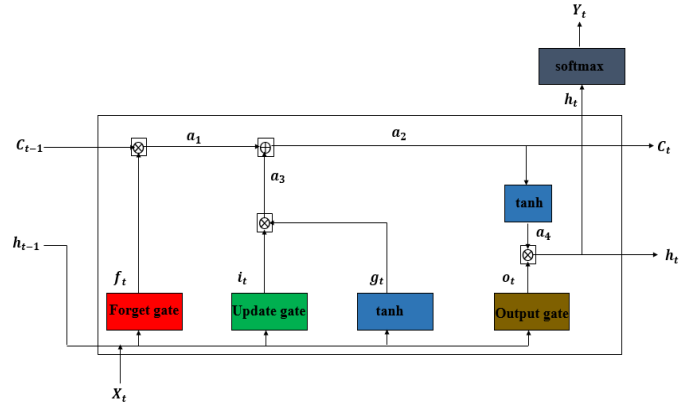 Y_t
softmax
h_t
C_{t-1}
a_1
a_2
C_t
a_3
tanh
h_{t-1}
a_4
h_t
f_t
i_t
g_t
o_t
Forget gate
Update gate
tanh
Output gate
X_t